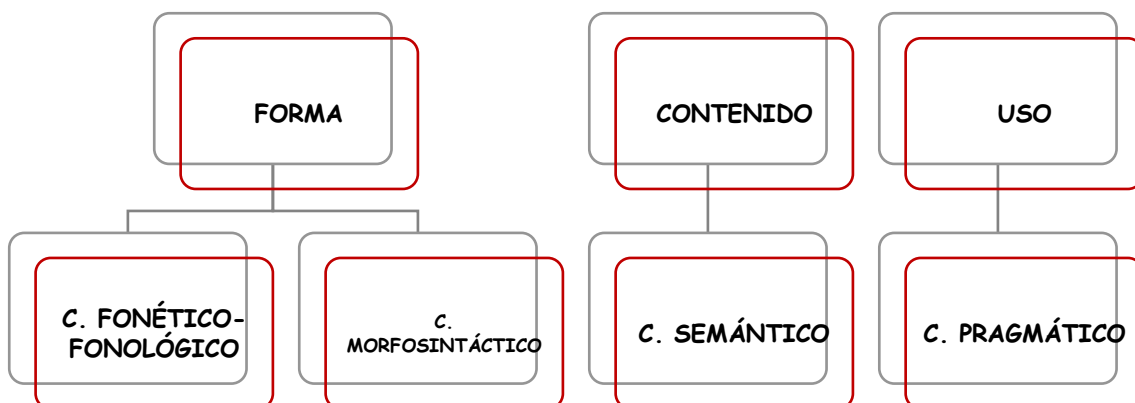 FORMA
CONTENIDO
USO
C. FONÉTICO-
FONOLÓGICO
C.
MORFOSINTÁCTICO
C. SEMÁNTICO
C. PRAGMÁTICO